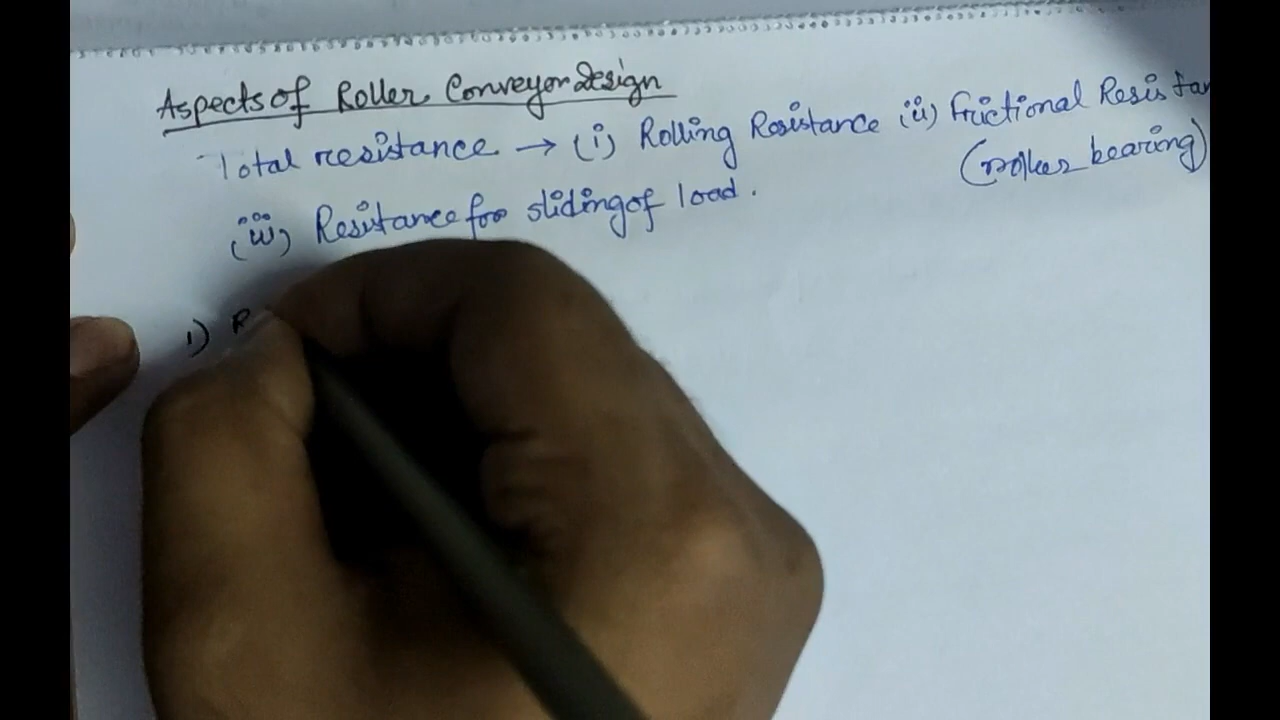 Aspects of Roller Conveyor Design
Total resistance → (i) Rolling Resistance (ii) frictional Resistan
(roller bearing)
(iii) Resistance for sliding of load.
1) R